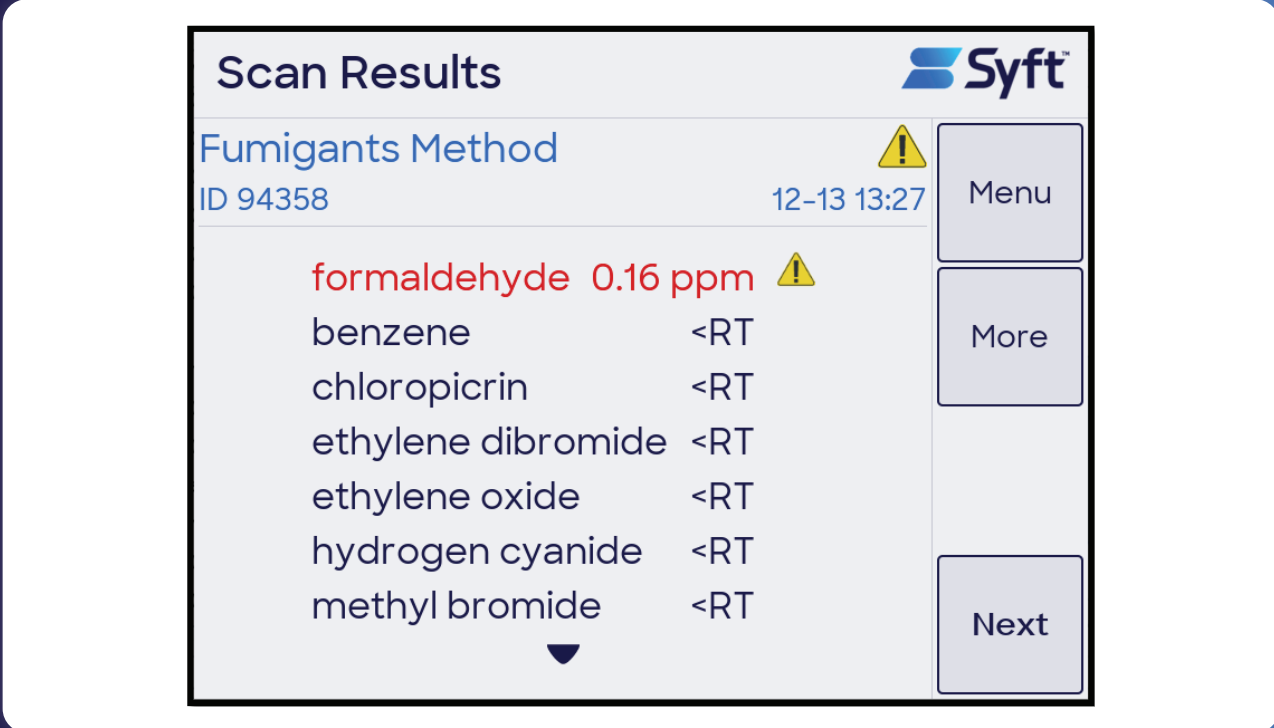 Scan Results
Syft™
Fumigants Method
ID 94358
12-13 13:27
Menu
formaldehyde 0.16 ppm
benzene <RT
More
chloropicrin <RT
ethylene dibromide <RT
ethylene oxide <RT
hydrogen cyanide <RT
methyl bromide <RT
Next